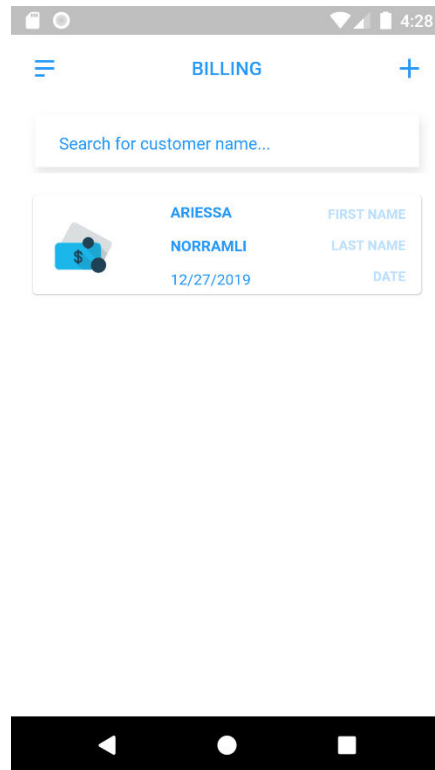 4:28
BILLING
Search for customer name...
ARIESSA FIRST NAME
NORRAMLI LAST NAME
$
12/27/2019 DATE